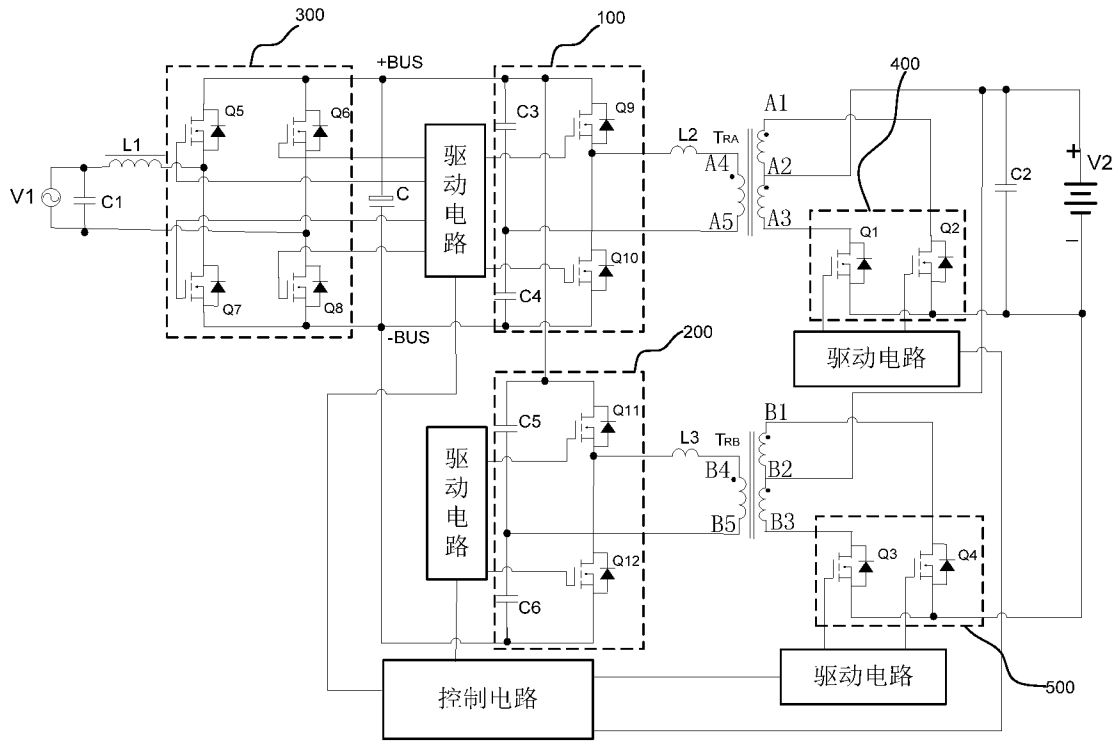 300
100
400
+BUS
Q5
Q6
C3
Q9
A1
L1
L2
TRA
A4
A2
V1
C1
驱动电路
C
A5
A3
C2
+
V2
−
Q1
Q2
Q7
Q8
C4
Q10
-BUS
200
驱动电路
C5
Q11
B1
驱动电路
L3
TRB
B4
B2
B5
B3
Q3
Q4
C6
Q12
控制电路
驱动电路
500